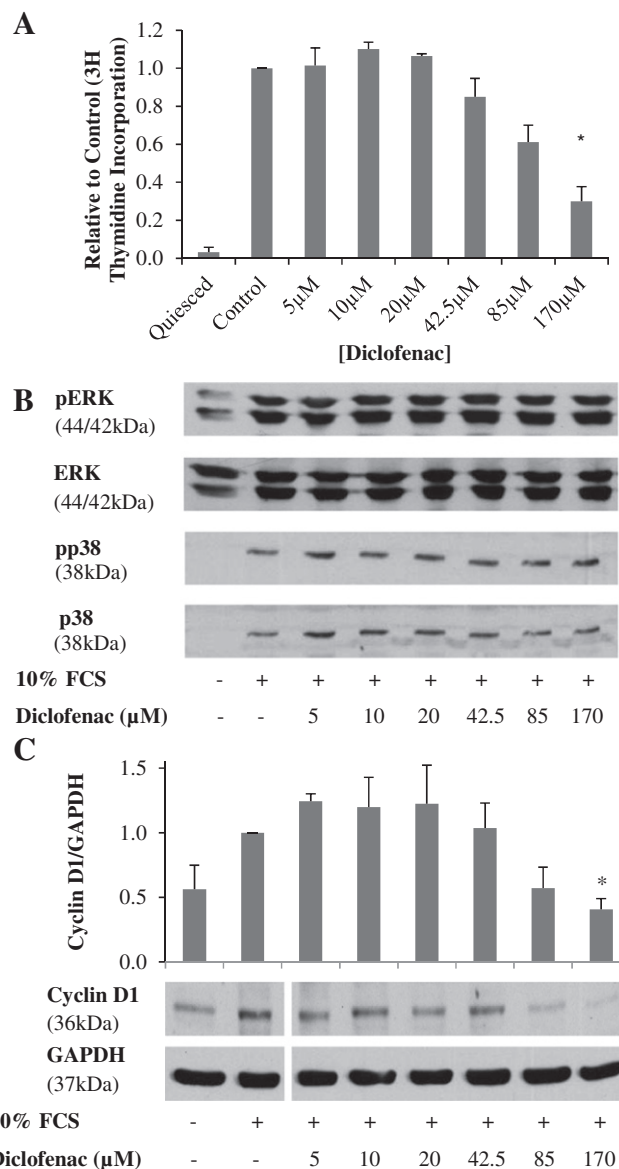 A
Relative to Control (3H
Thymidine Incorporation)
1.2
1.0
0.8
0.6
0.4
0.2
0.0
*
Quiesced
Control
5µM
10µM
20µM
42.5µM
85µM
170µM
[Diclofenac]
B
pERK
(44/42kDa)
ERK
(44/42kDa)
pp38
(38kDa)
p38
(38kDa)
10% FCS - + + + + + + +
Diclofenac (µM) - - 5 10 20 42.5 85 170
C
Cyclin D1/GAPDH
1.5
1.0
0.5
0.0
*
Cyclin D1
(36kDa)
GAPDH
(37kDa)
0% FCS - + + + + + + +
Diclofenac (µM) - - 5 10 20 42.5 85 170